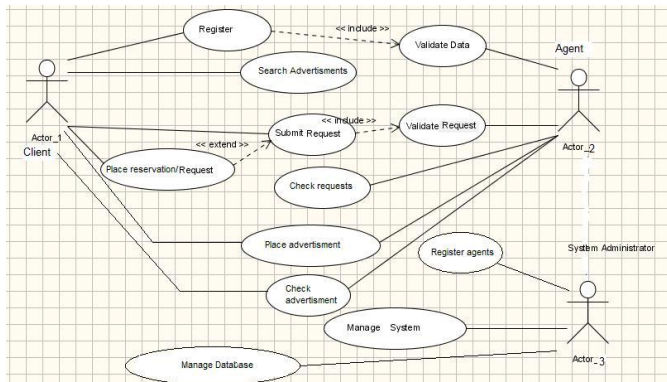 Register
<< include >>
Validate Data
Agent
Search Advertisments
Actor_1
Client
Submit Request
<< include >>
Validate Request
Actor_2
<< extend >>
Place reservation/Request
Check requests
Place advertisment
Register agents
System Administrator
Check
advertisment
Manage System
Manage Database
Actor_3